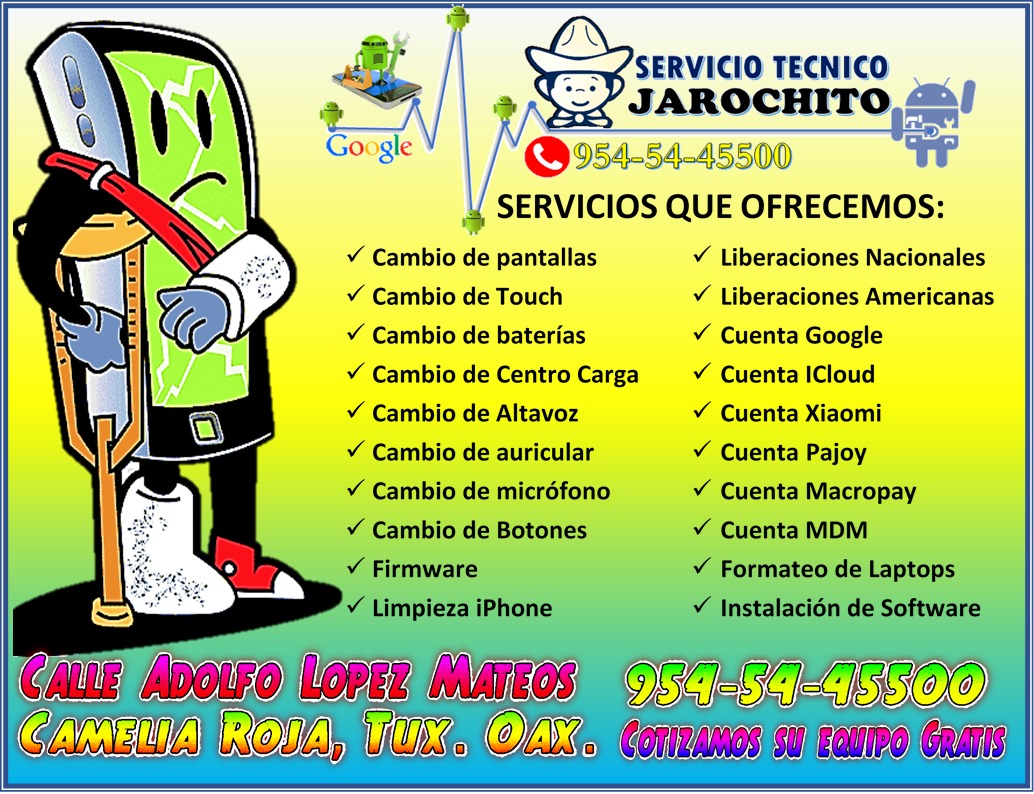 SERVICIO TECNICO
JAROCHITO
Google
954-54-45500
SERVICIOS QUE OFRECEMOS:
✓ Cambio de pantallas
✓ Cambio de Touch
✓ Cambio de baterías
✓ Cambio de Centro Carga
✓ Cambio de Altavoz
✓ Cambio de auricular
✓ Cambio de micrófono
✓ Cambio de Botones
✓ Firmware
✓ Limpieza iPhone
✓ Liberaciones Nacionales
✓ Liberaciones Americanas
✓ Cuenta Google
✓ Cuenta ICloud
✓ Cuenta Xiaomi
✓ Cuenta Pajoy
✓ Cuenta Macropay
✓ Cuenta MDM
✓ Formateo de Laptops
✓ Instalación de Software
CALLE ADOLFO LOPEZ MATEOS
CAMELIA ROJA, TUX. OAX.
954-54-45500
COTIZAMOS SU EQUIPO GRATIS